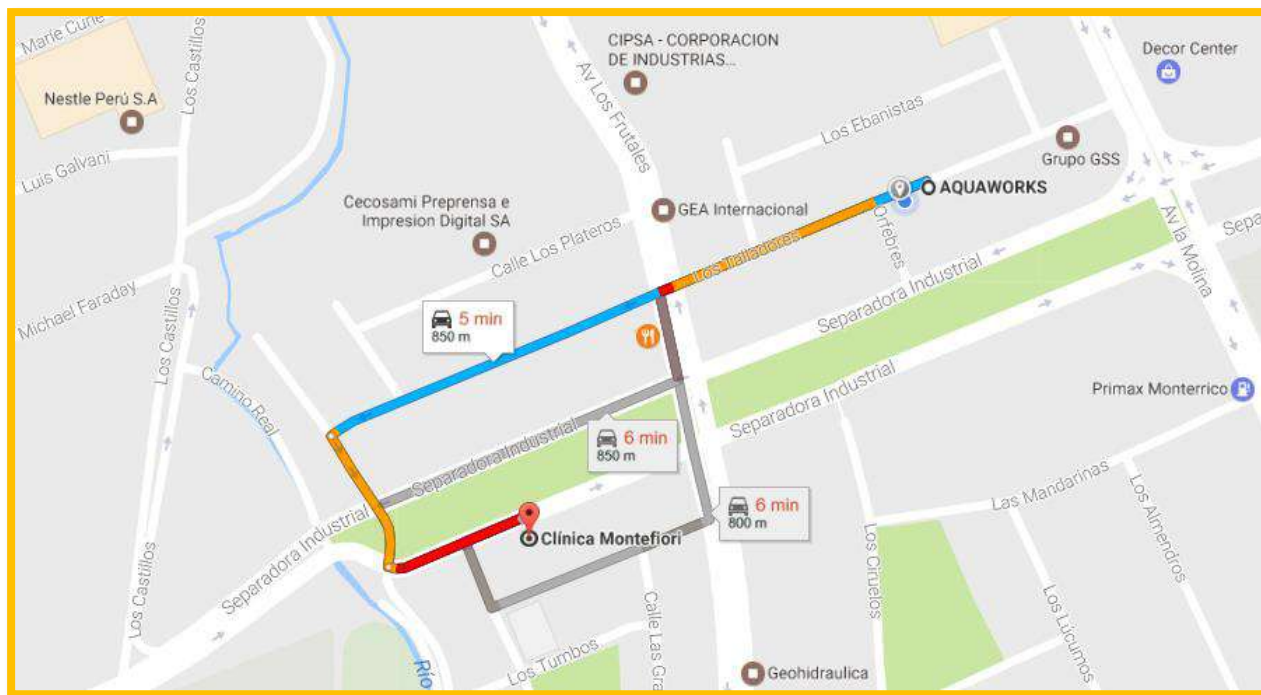 Marie Curie
Los Castillos
Nestle Perú S.A
Luis Galvani
Michael Faraday
Los Castillos
Camino Real
Los Castillos
CIPSA - CORPORACION
DE INDUSTRIAS...
Av Los Frutales
Decor Center
Los Ebanistas
Grupo GSS
AQUAWORKS
Cecosami Preprensa e
Impresion Digital SA
GEA Internacional
Calle Los Plateros
Los Talladores
Orfebres
Separadora Industrial
Av la Molina
Separadora Industrial
5 min
850 m
Primax Monterrico
Separadora Industrial
6 min
850 m
6 min
800 m
Clínica Montefiori
Separadora Industrial
Las Mandarinas
Los Almendros
Los Ciruelos
Los Lúcumos
Calle Las Gra
Los Tumbos
Río
Geohidraulica